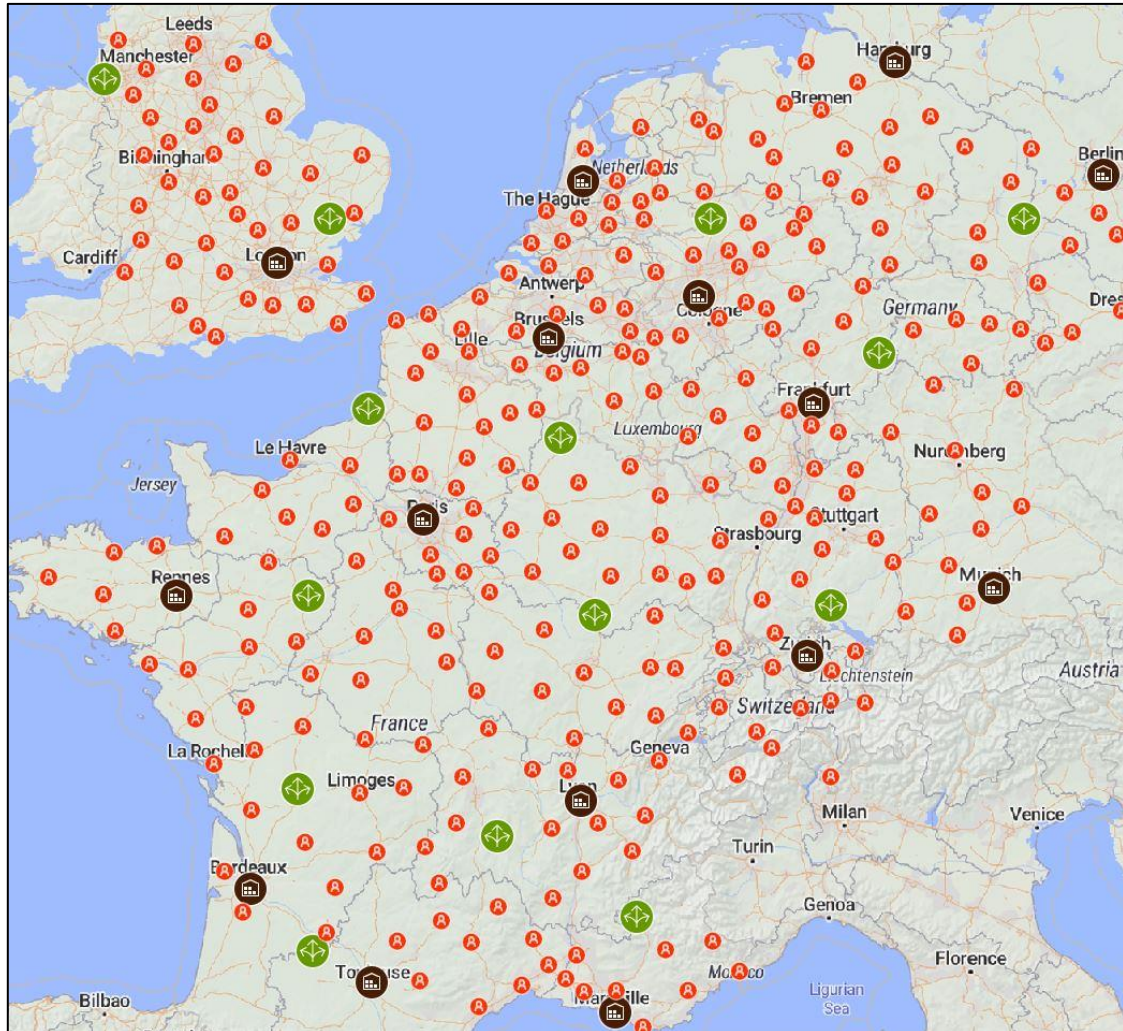 Leeds
Manchester
Hamburg
Bremen
Birmingham
Netherlands
Berlin
The Hague
Cardiff
London
Antwerp
Cologne
Germany
Brussels
Lille
Belgium
Frankfurt
Luxembourg
Le Havre
Nuremberg
Jersey
Paris
Stuttgart
Strasbourg
Rennes
Munich
Zurich
Liechtenstein
Austria
Switzerland
France
La Rochel
Geneva
Limoges
Lyon
Milan
Venice
Turin
Bordeaux
Genoa
Toulouse
Monaco
Florence
Bilbao
Marseille
Ligurian
Sea